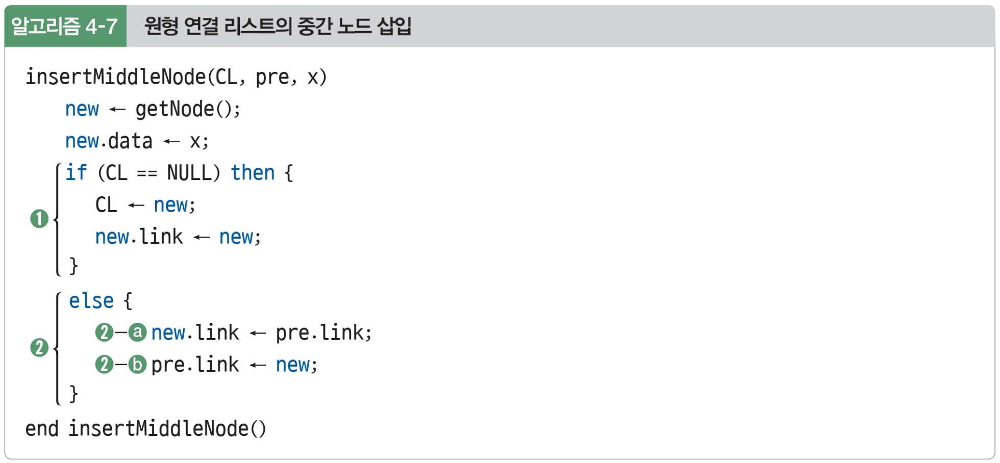 알고리즘 4-7 원형 연결 리스트의 중간 노드 삽입
insertMiddleNode(CL, pre, x)
new ← getNode();
new.data ← x;
if (CL == NULL) then {
CL ← new;
❶
new.link ← new;
}
else {
❷-ⓐ new.link ← pre.link;
❷
❷-ⓑ pre.link ← new;
}
end insertMiddleNode()